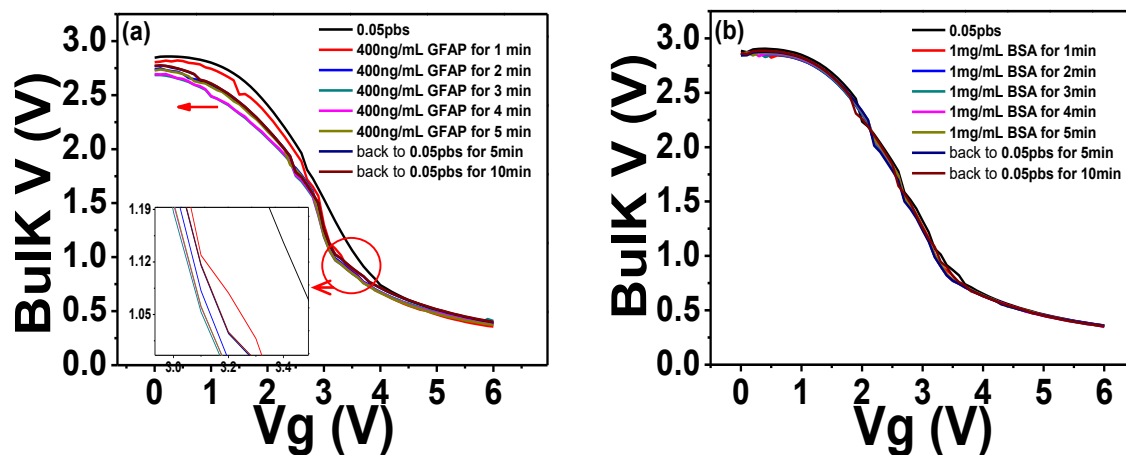 (a)
0.05pbs
400ng/mL GFAP for 1 min
400ng/mL GFAP for 2 min
400ng/mL GFAP for 3 min
400ng/mL GFAP for 4 min
400ng/mL GFAP for 5 min
back to 0.05pbs for 5min
back to 0.05pbs for 10min
BulK V (V)
3.0
2.5
2.0
1.5
1.0
0.5
0.0
1.19
1.12
1.05
3.0 3.2 3.4
0 1 2 3 4 5 6 7
Vg (V)
(b)
0.05pbs
1mg/mL BSA for 1min
1mg/mL BSA for 2min
1mg/mL BSA for 3min
1mg/mL BSA for 4min
1mg/mL BSA for 5min
back to 0.05pbs for 5min
back to 0.05pbs for 10min
BulK V (V)
3.0
2.5
2.0
1.5
1.0
0.5
0.0
0 1 2 3 4 5 6
Vg (V)